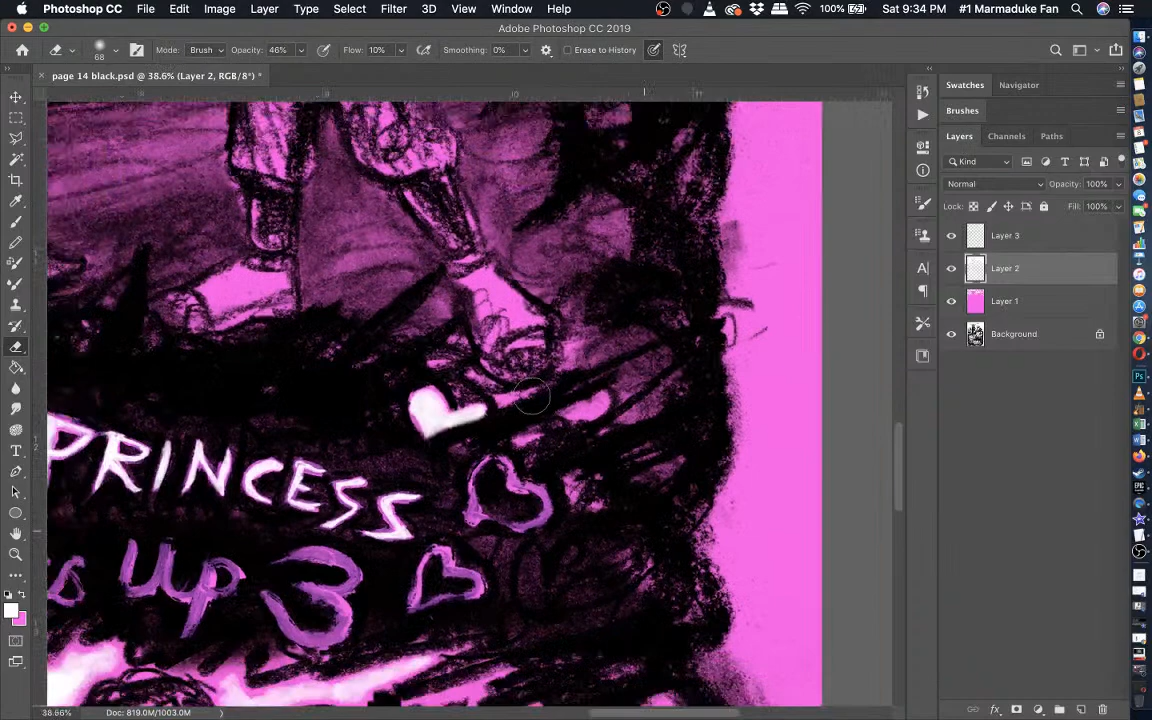 Photoshop CC File Edit Image Layer Type Select Filter 3D View Window Help 100% Sat 9:34 PM #1 Marmaduke Fan
Adobe Photoshop CC 2019
68 Mode: Brush Opacity: 46% Flow: 10% Smoothing: 0% Erase to History
page 14 black.psd @ 38.6% (Layer 2, RGB/8*) *
Swatches Navigator
Brushes
Layers Channels Paths
Kind
Normal Opacity: 100%
Lock: Fill: 100%
Layer 3
Layer 2
Layer 1
Background
PRINCESS
up 3
38.66% Doc: 819.0M/1003.0M